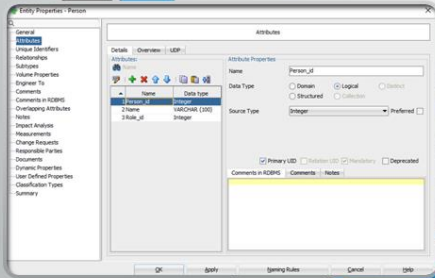 Entity Properties - Person
General
Attributes
Unique Identifiers
Relationships
Subtypes
Volume Properties
Engineer To
Comments
Comments in RDBMS
Overlapping Attributes
Notes
Impact Analysis
Measurements
Change Requests
Responsible Parties
Documents
Dynamic Properties
User Defined Properties
Classification Types
Summary
Attributes
Details Overview UDP
Attributes:
Name
Name Data type
1 Person_id Integer
2 Name VARCHAR (100)
3 Role_id Integer
Attribute Properties
Name Person_id
Data Type Domain Logical Distinct
Structured Collection
Source Type Integer Preferred
Primary UID Relation UID Mandatory Deprecated
Comments in RDBMS Comments Notes
OK Apply Naming Rules Cancel Help